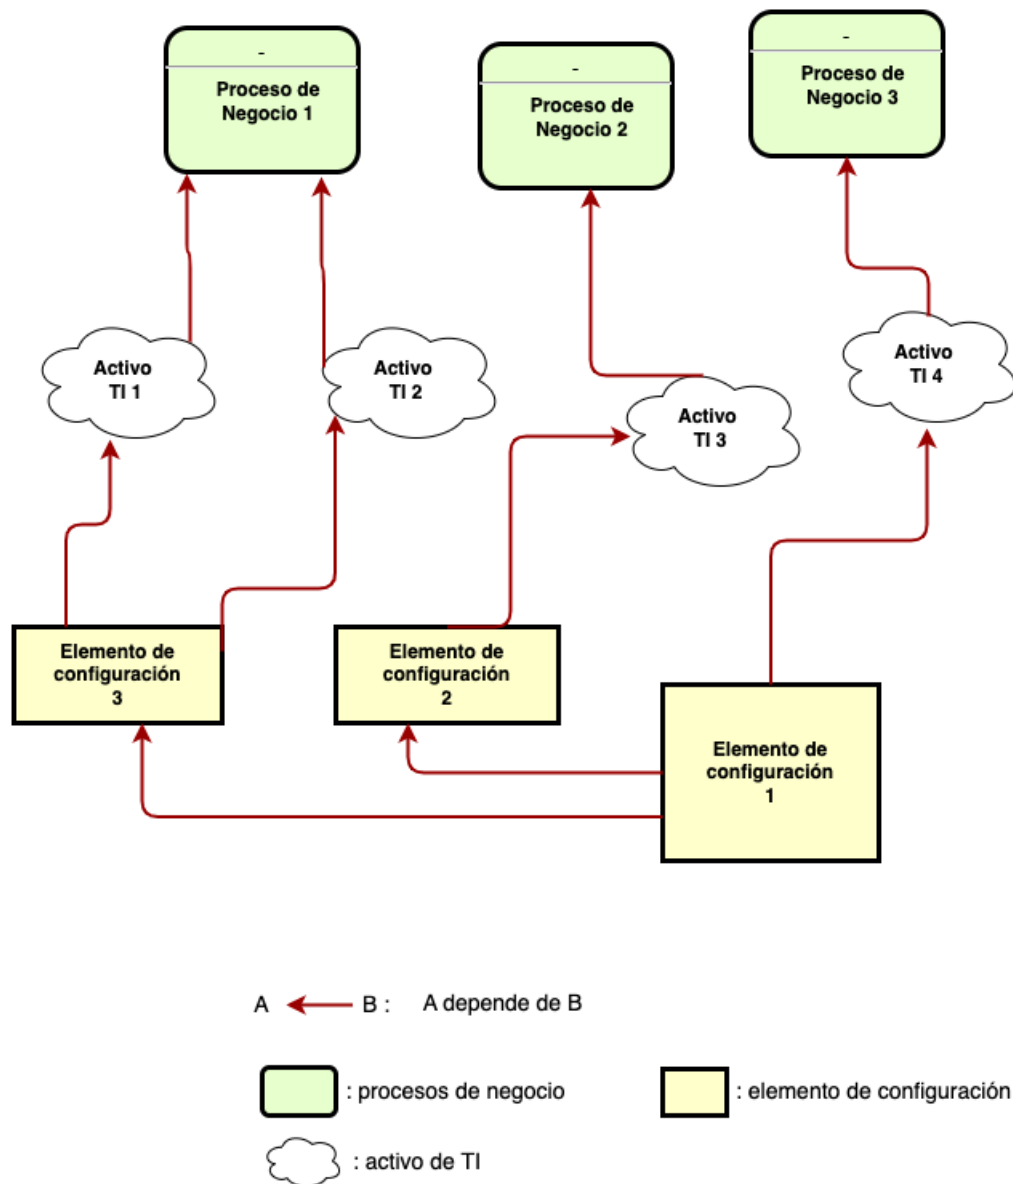 -
Proceso de
Negocio 1
-
Proceso de
Negocio 2
-
Proceso de
Negocio 3
Activo
TI 1
Activo
TI 2
Activo
TI 3
Activo
TI 4
Elemento de
configuración
3
Elemento de
configuración
2
Elemento de
configuración
1
A B : A depende de B
: procesos de negocio
: elemento de configuración
: activo de TI